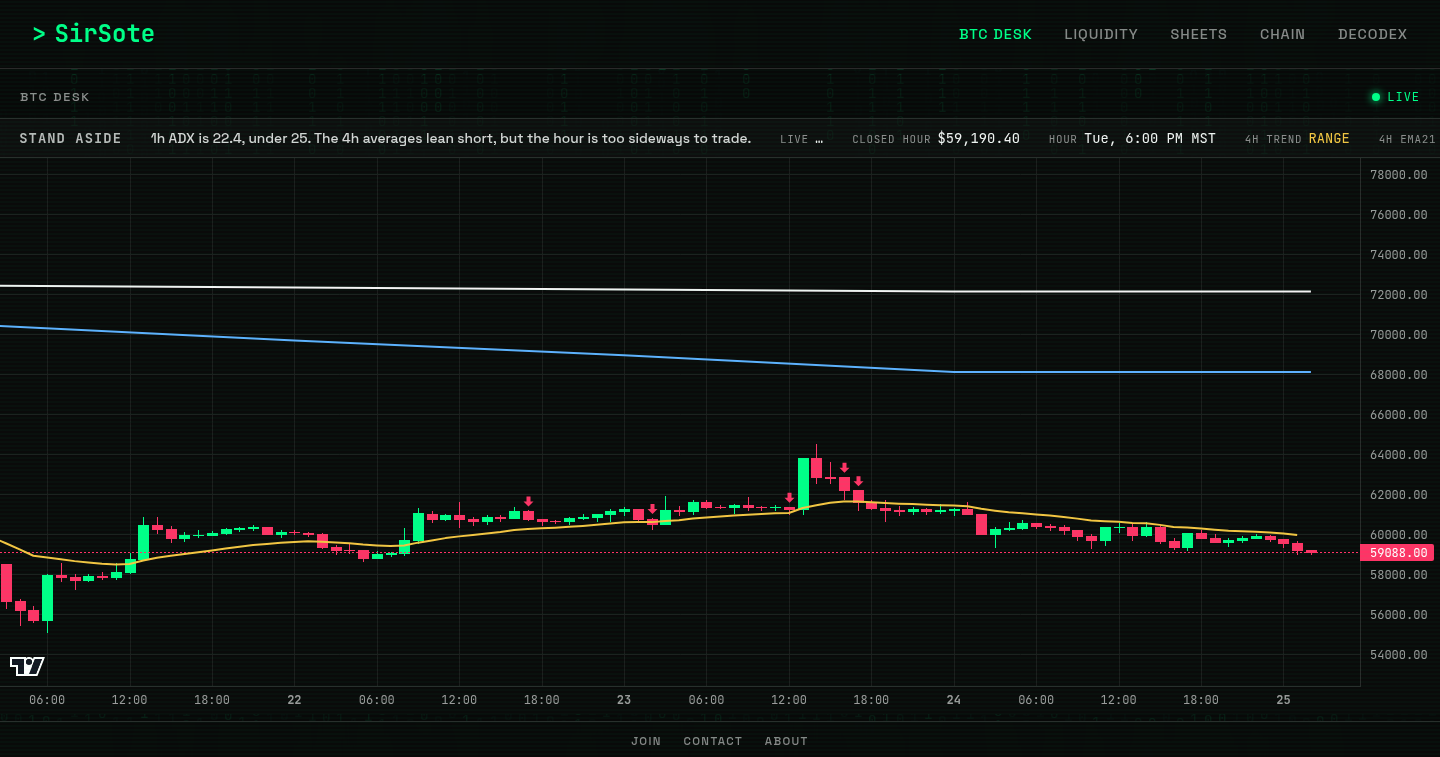 > SirSote
BTC DESK LIQUIDITY SHEETS CHAIN DECODEX
BTC DESK
LIVE
STAND ASIDE 1h ADX is 22.4, under 25. The 4h averages lean short, but the hour is too sideways to trade. LIVE … CLOSED HOUR $59,190.40 HOUR Tue, 6:00 PM MST 4H TREND RANGE 4H EMA21
78000.00
76000.00
74000.00
72000.00
70000.00
68000.00
66000.00
64000.00
62000.00
60000.00
59088.00
58000.00
56000.00
54000.00
06:00 12:00 18:00 22 06:00 12:00 18:00 23 06:00 12:00 18:00 24 06:00 12:00 18:00 25
JOIN CONTACT ABOUT